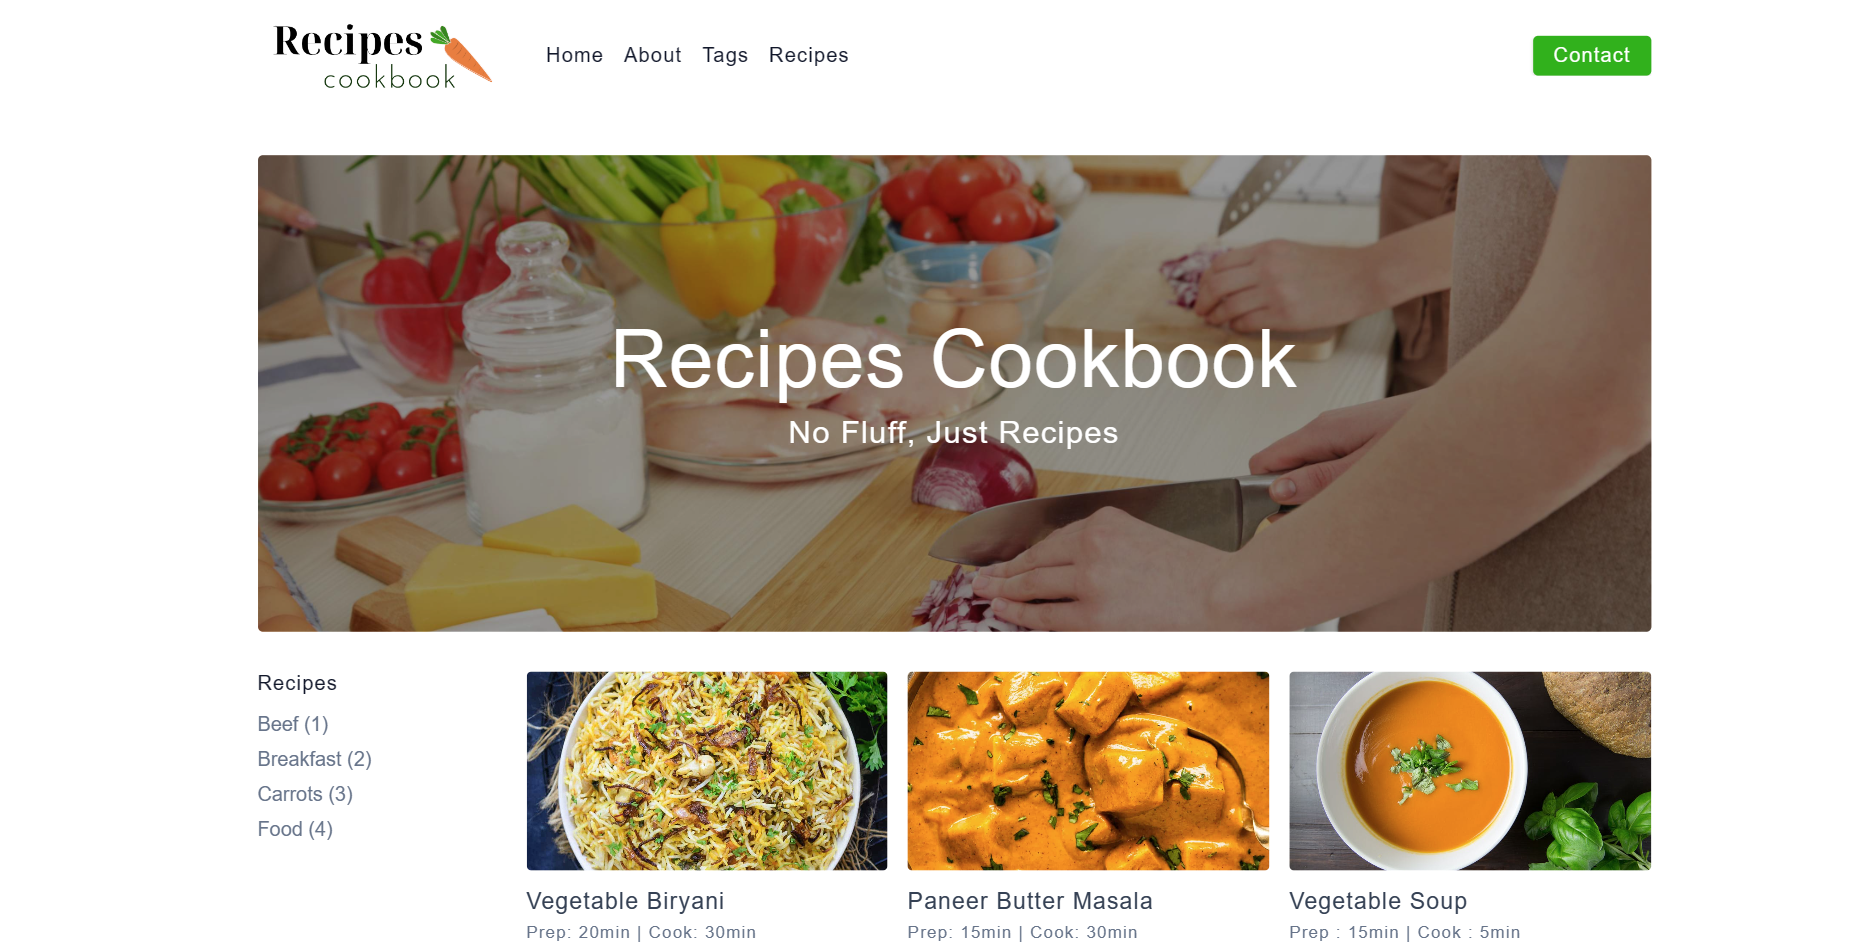 Recipes
cookbook
Home About Tags Recipes
Contact
Recipes Cookbook
No Fluff, Just Recipes
Recipes
Beef (1)
Breakfast (2)
Carrots (3)
Food (4)
Vegetable Biryani
Prep: 20min | Cook: 30min
Paneer Butter Masala
Prep: 15min | Cook: 30min
Vegetable Soup
Prep : 15min | Cook : 5min